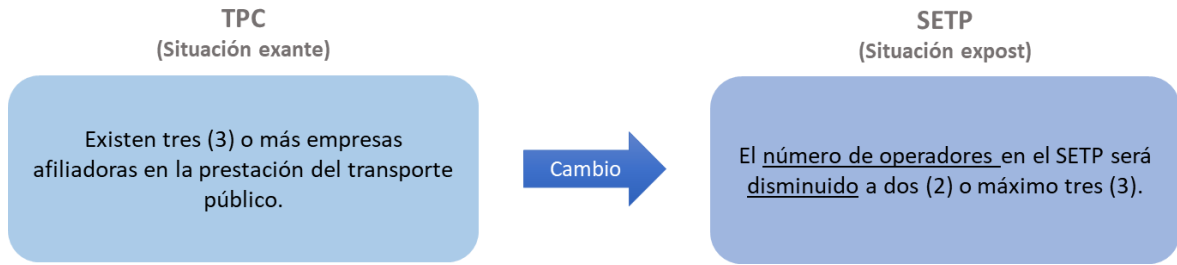 TPC
(Situación exante)
Existen tres (3) o más empresas
afiliadoras en la prestación del transporte
público.
Cambio
SETP
(Situación expost)
El número de operadores en el SETP será
disminuido a dos (2) o máximo tres (3).